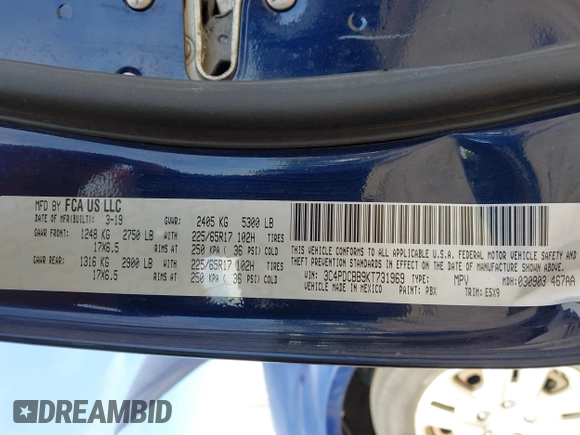 MFD BY FCA US LLC
DATE OF MFR(BUILT): 3-19 GVWR: 2405 KG 5300 LB
GAWR FRONT: 1248 KG 2750 LB 225/65R17 102H TIRES
17X6.5 RIMS AT 250 KPA ( 36 PSI) COLD
GAWR REAR: 1316 KG 2900 LB 225/65R17 102H TIRES
17X6.5 RIMS AT 250 KPA ( 36 PSI) COLD
THIS VEHICLE CONFORMS TO ALL APPLICABLE U.S.A. FEDERAL MOTOR VEHICLE SAFETY, BUMPER AND
THEFT PREVENTION STANDARDS IN EFFECT ON THE DATE OF MANUFACTURE SHOWN ABOVE.
VIN: 3C4PDCBB9KT731969 TYPE: MPV MDH: 030903 467AA
VEHICLE MADE IN MEXICO PAINT: PBX TRIM: E5X9
DREAMBID